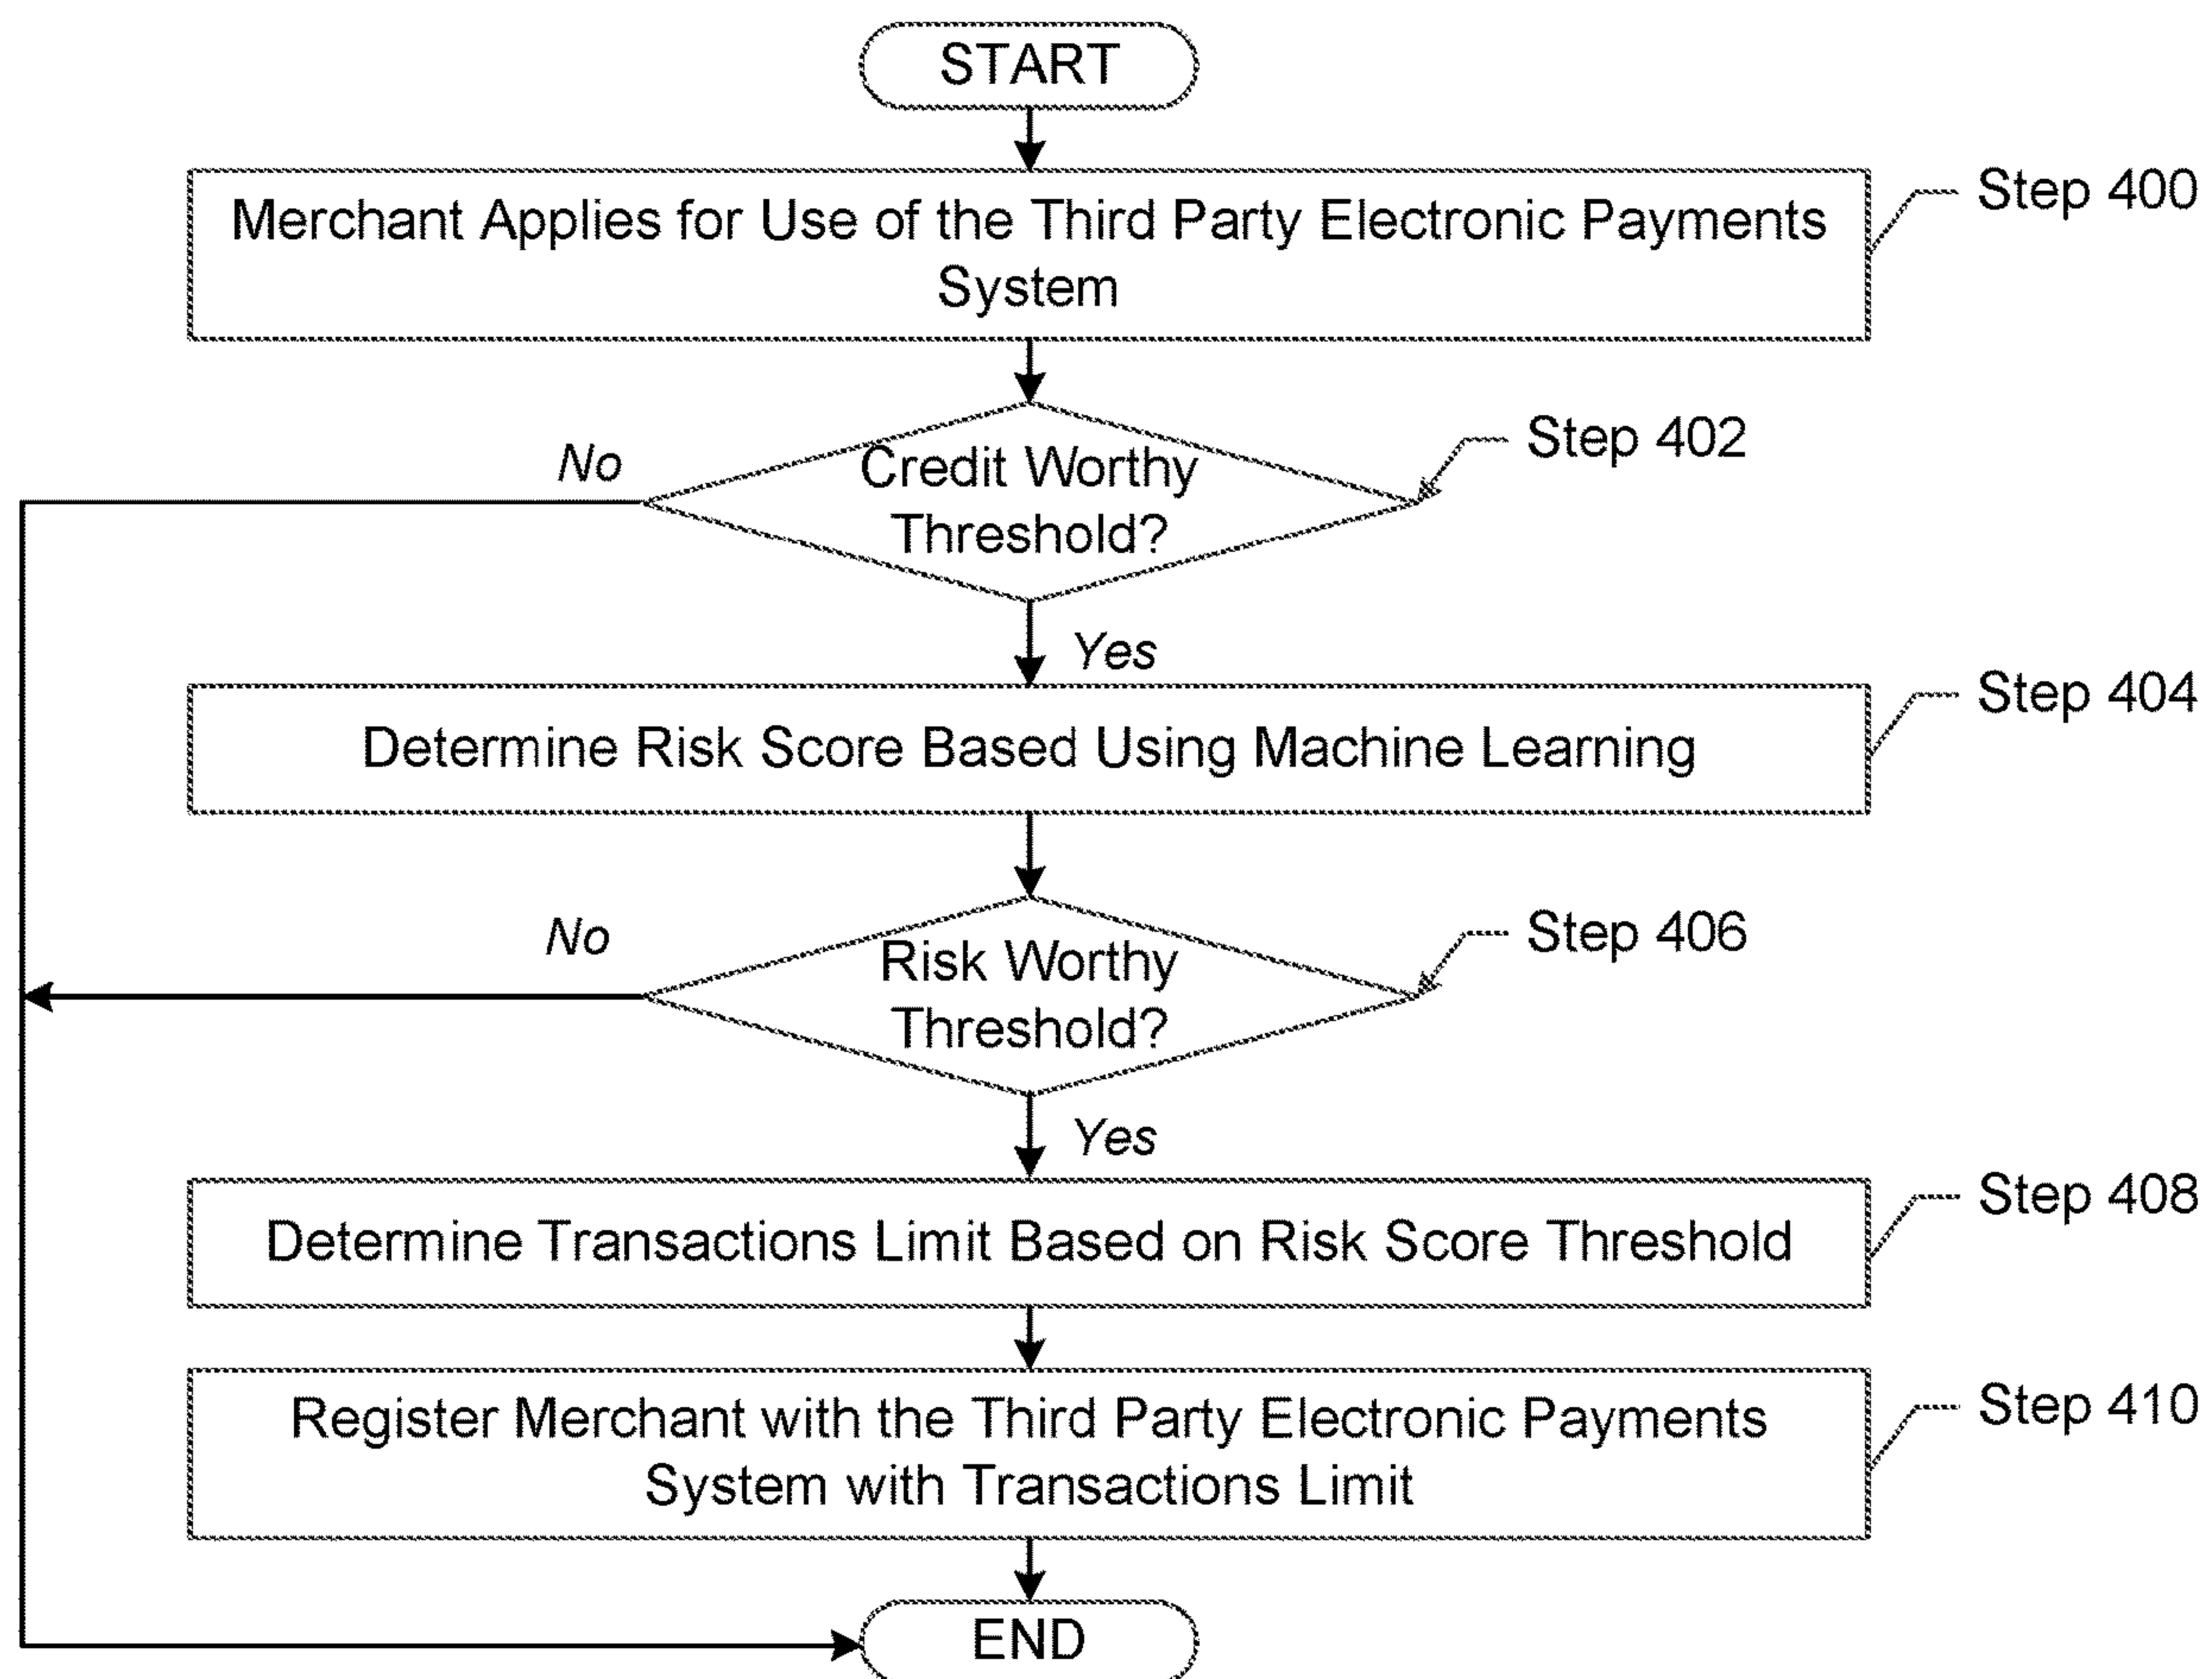 START
Merchant Applies for Use of the Third Party Electronic Payments
System
Step 400
Credit Worthy
Threshold?
Step 402
No
Yes
Determine Risk Score Based Using Machine Learning
Step 404
Risk Worthy
Threshold?
Step 406
No
Yes
Determine Transactions Limit Based on Risk Score Threshold
Step 408
Register Merchant with the Third Party Electronic Payments
System with Transactions Limit
Step 410
END